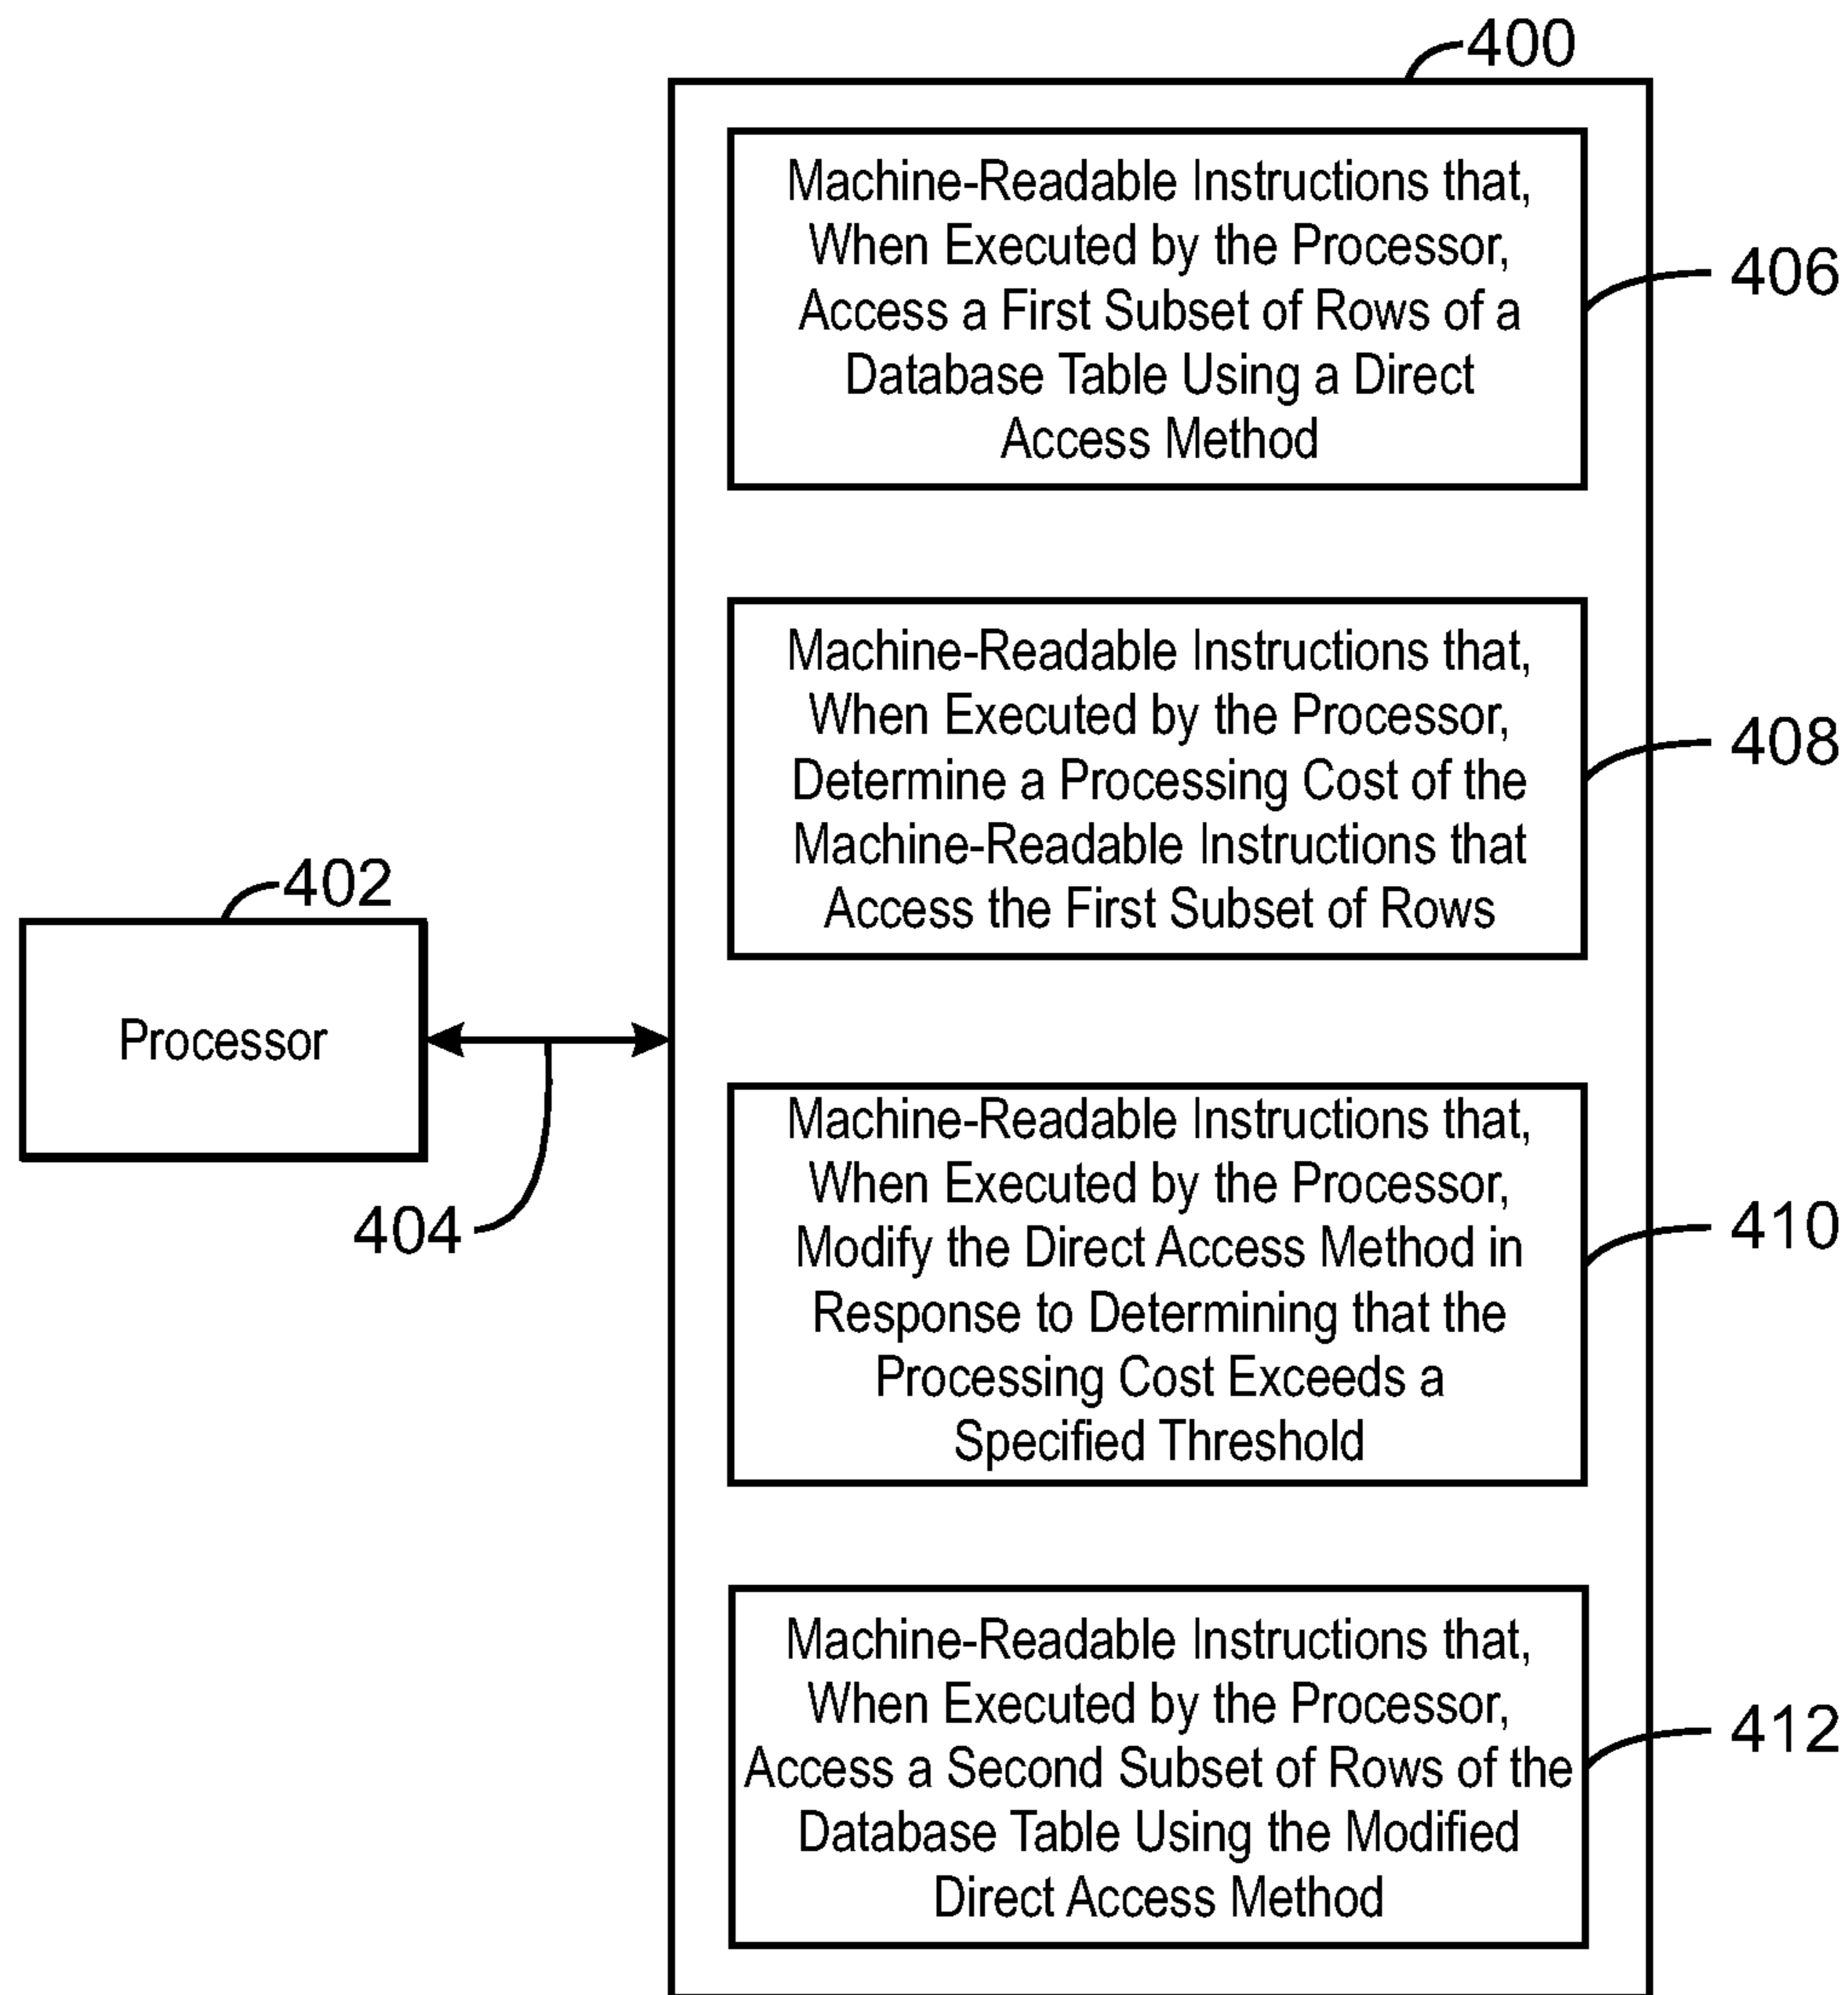 400
Machine-Readable Instructions that,
When Executed by the Processor,
Access a First Subset of Rows of a
Database Table Using a Direct
Access Method
406
Machine-Readable Instructions that,
When Executed by the Processor,
Determine a Processing Cost of the
Machine-Readable Instructions that
Access the First Subset of Rows
408
402
Processor
404
Machine-Readable Instructions that,
When Executed by the Processor,
Modify the Direct Access Method in
Response to Determining that the
Processing Cost Exceeds a
Specified Threshold
410
Machine-Readable Instructions that,
When Executed by the Processor,
Access a Second Subset of Rows of the
Database Table Using the Modified
Direct Access Method
412